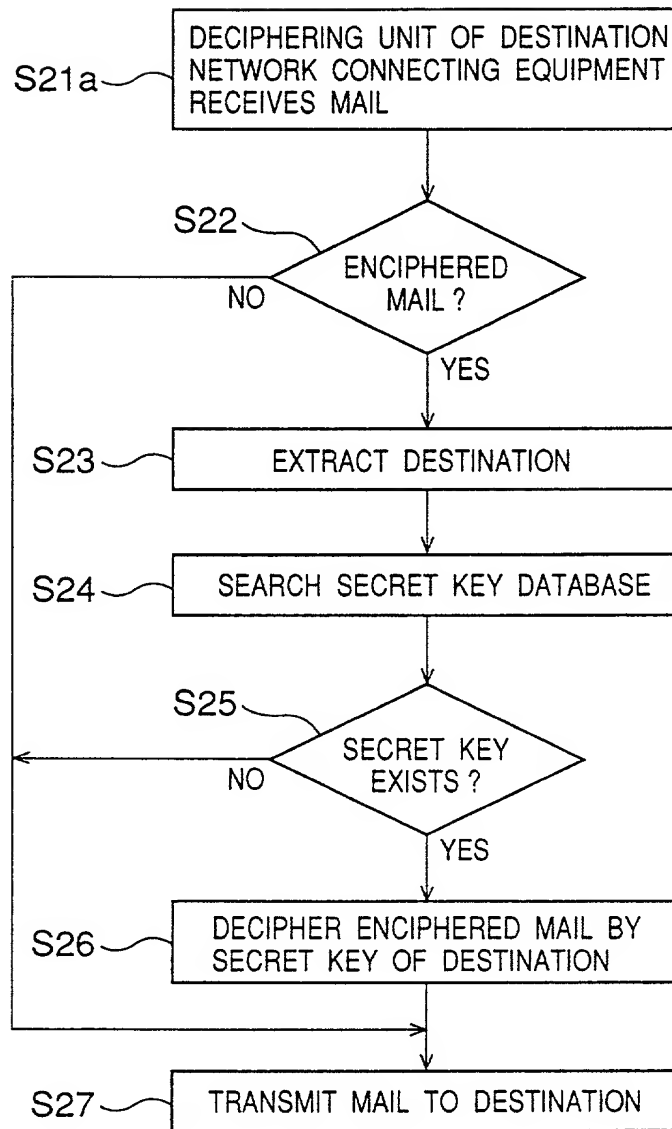 S21a
DECIPHERING UNIT OF DESTINATION
NETWORK CONNECTING EQUIPMENT
RECEIVES MAIL
S22
ENCIPHERED
MAIL ?
NO
YES
S23
EXTRACT DESTINATION
S24
SEARCH SECRET KEY DATABASE
S25
SECRET KEY
EXISTS ?
NO
YES
S26
DECIPHER ENCIPHERED MAIL BY
SECRET KEY OF DESTINATION
S27
TRANSMIT MAIL TO DESTINATION